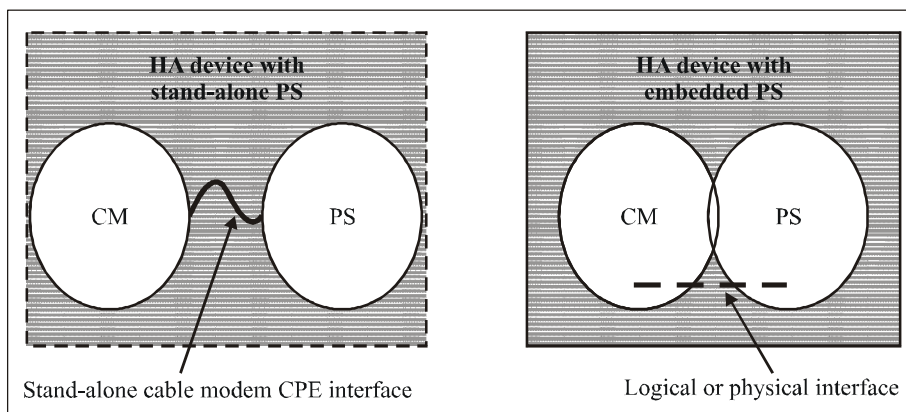 HA device with
stand-alone PS
CM
PS
Stand-alone cable modem CPE interface
HA device with
embedded PS
CM
PS
Logical or physical interface